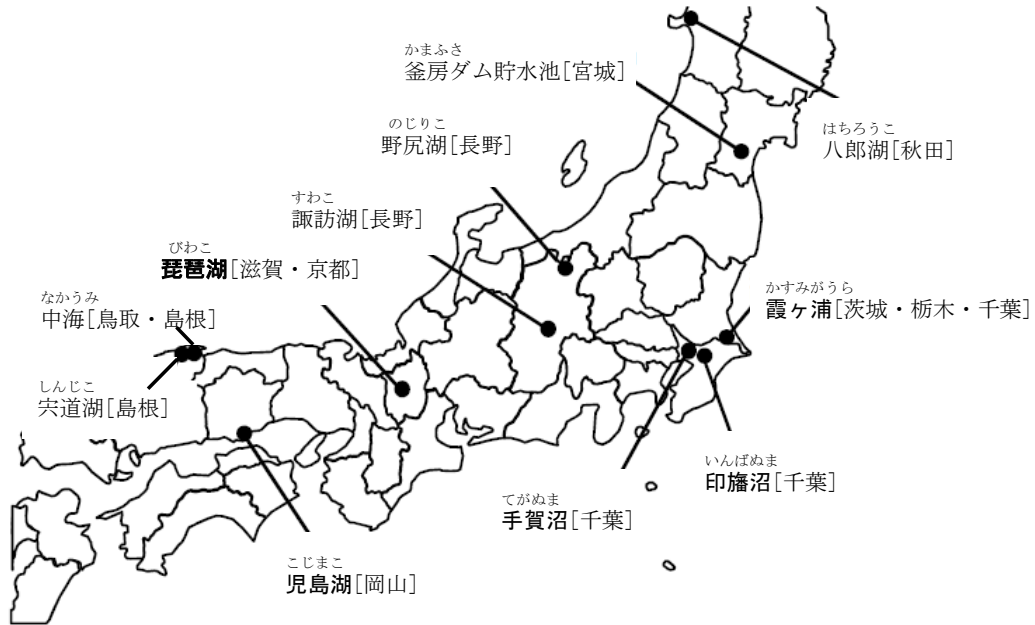 かまふさ
釜房ダム貯水池[宮城]
はちろうこ
八郎湖[秋田]
のじりこ
野尻湖[長野]
すわこ
諏訪湖[長野]
びわこ
琵琶湖[滋賀・京都]
かすみがうら
霞ヶ浦[茨城・栃木・千葉]
なかうみ
中海[鳥取・島根]
しんじこ
宍道湖[島根]
いんばぬま
印旛沼[千葉]
てがぬま
手賀沼[千葉]
こじまこ
児島湖[岡山]